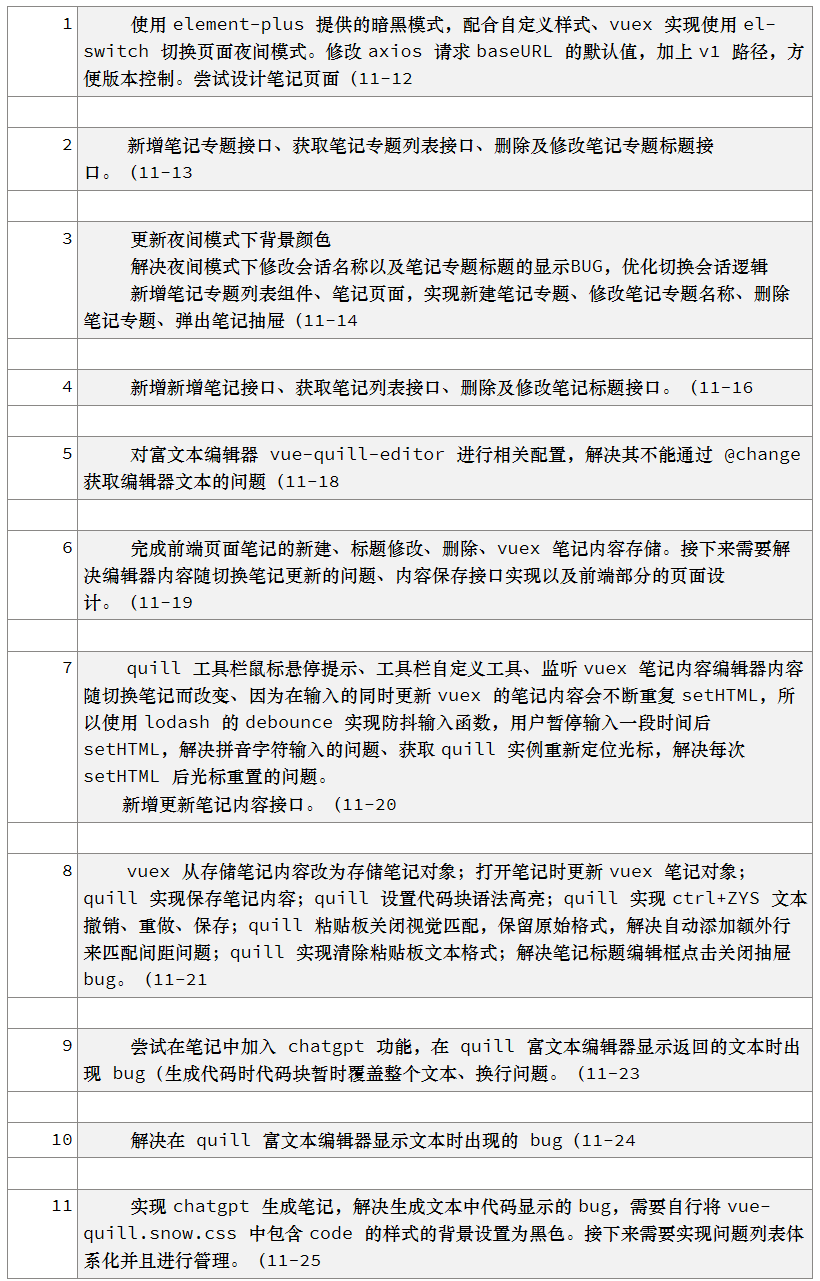 1 使用 element-plus 提供的暗黑模式，配合自定义样式、vuex 实现使用 el-
switch 切换页面夜间模式。修改 axios 请求 baseURL 的默认值，加上 v1 路径，方
便版本控制。尝试设计笔记页面（11-12
2 新增笔记专题接口、获取笔记专题列表接口、删除及修改笔记专题标题接
口。（11-13
3 更新夜间模式下背景颜色
解决夜间模式下修改会话名称以及笔记专题标题的显示BUG，优化切换会话逻辑
新增笔记专题列表组件、笔记页面，实现新建笔记专题、修改笔记专题名称、删除
笔记专题、弹出笔记抽屉（11-14
4 新增新增笔记接口、获取笔记列表接口、删除及修改笔记标题接口。（11-16
5 对富文本编辑器 vue-quill-editor 进行相关配置，解决其不能通过 @change
获取编辑器文本的问题（11-18
6 完成前端页面笔记的新建、标题修改、删除、vuex 笔记内容存储。接下来需要解
决编辑器内容随切换笔记更新的问题、内容保存接口实现以及前端部分的页面设
计。（11-19
7 quill 工具栏鼠标悬停提示、工具栏自定义工具、监听 vuex 笔记内容编辑器内容
随切换笔记而改变、因为在输入的同时更新 vuex 的笔记内容会不断重复 setHTML，所
以使用 lodash 的 debounce 实现防抖输入函数，用户暂停输入一段时间后
setHTML，解决拼音字符输入的问题、获取 quill 实例重新定位光标，解决每次
setHTML 后光标重置的问题。
新增更新笔记内容接口。（11-20
8 vuex 从存储笔记内容改为存储笔记对象；打开笔记时更新 vuex 笔记对象；
quill 实现保存笔记内容；quill 设置代码块语法高亮；quill 实现 ctrl+ZYS 文本
撤销、重做、保存；quill 粘贴板关闭视觉匹配，保留原始格式，解决自动添加额外行
来匹配间距问题；quill 实现清除粘贴板文本格式；解决笔记标题编辑框点击关闭抽屉
bug。（11-21
9 尝试在笔记中加入 chatgpt 功能，在 quill 富文本编辑器显示返回的文本时出
现 bug（生成代码时代码块暂时覆盖整个文本、换行问题。（11-23
10 解决在 quill 富文本编辑器显示文本时出现的 bug（11-24
11 实现 chatgpt 生成笔记，解决生成文本中代码显示的 bug，需要自行将 vue-
quill.snow.css 中包含 code 的样式的背景设置为黑色。接下来需要实现问题列表体
系化并且进行管理。（11-25